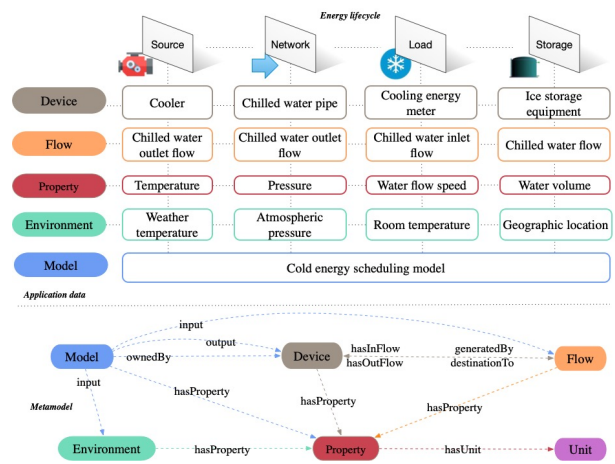 Energy lifecycle
Source
Network
Load
Storage
Device
Cooler
Chilled water pipe
Cooling energy
meter
Ice storage
equipment
Flow
Chilled water
outlet flow
Chilled water
outlet flow
Chilled water inlet
flow
Chilled water flow
Property
Temperature
Pressure
Water flow speed
Water volume
Environment
Weather
temperature
Atmospheric
pressure
Room temperature
Geographic location
Model
Cold energy scheduling model
Application data
input
output
Model
ownedBy
Device
hasInFlow
hasOutFlow
generatedBy
destinationTo
Flow
input
hasProperty
hasProperty
hasProperty
Metamodel
Environment
hasProperty
Property
hasUnit
Unit